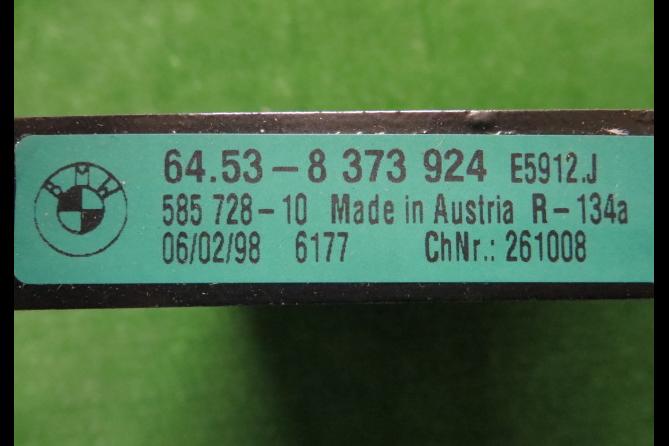 BMW
64.53-8 373 924 E5912.J
585 728-10 Made in Austria R-134a
06/02/98 6177 ChNr.: 261008